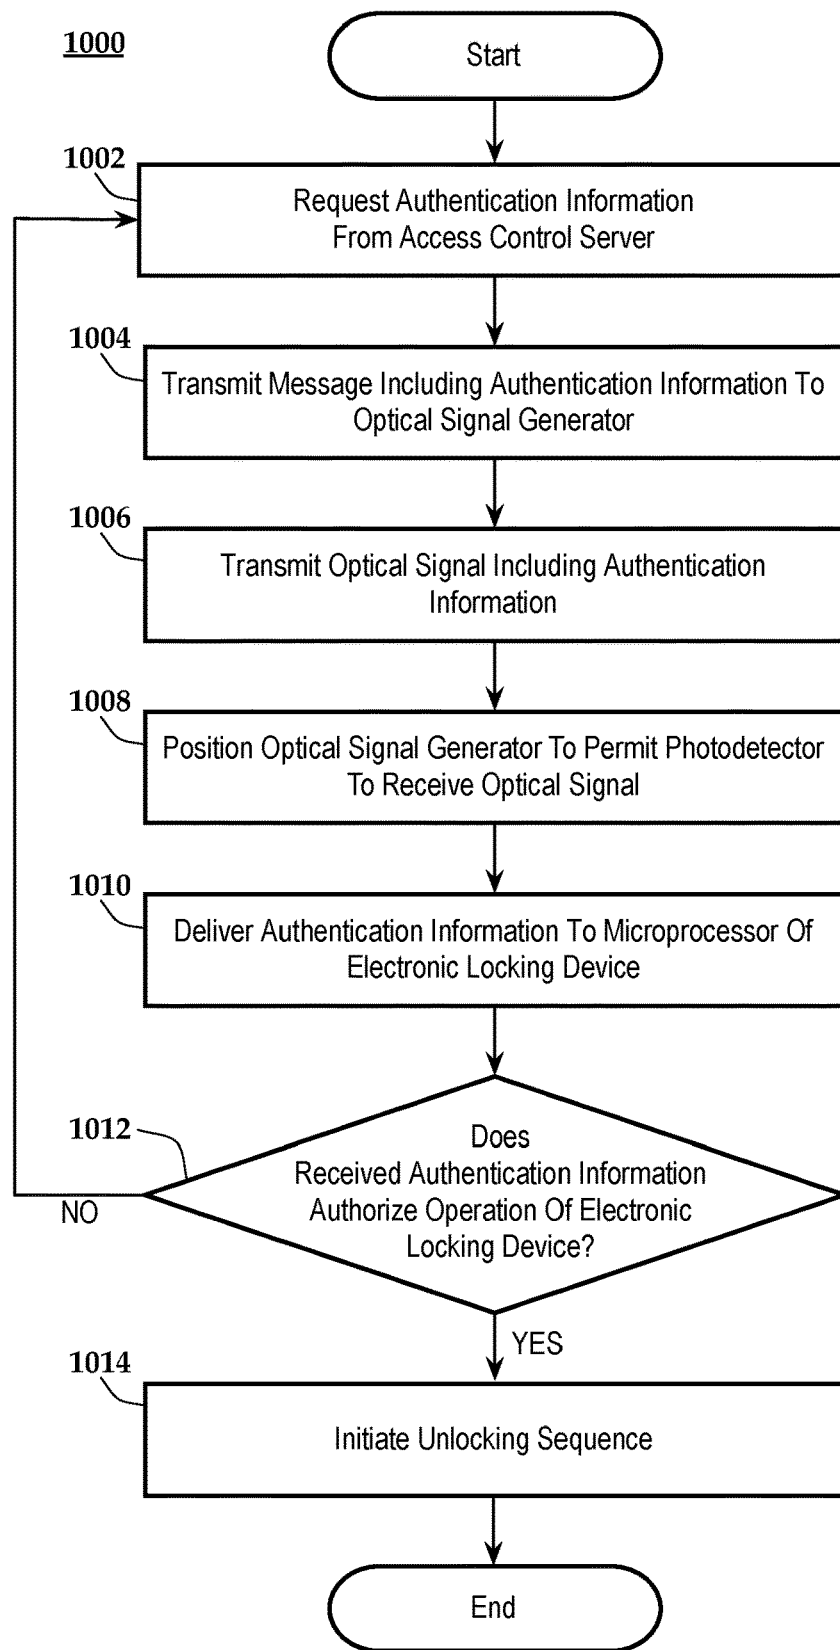 1000
Start
1002
Request Authentication Information
From Access Control Server
1004
Transmit Message Including Authentication Information To
Optical Signal Generator
1006
Transmit Optical Signal Including Authentication
Information
1008
Position Optical Signal Generator To Permit Photodetector
To Receive Optical Signal
1010
Deliver Authentication Information To Microprocessor Of
Electronic Locking Device
1012
Does
Received Authentication Information
Authorize Operation Of Electronic
Locking Device?
NO
YES
1014
Initiate Unlocking Sequence
End